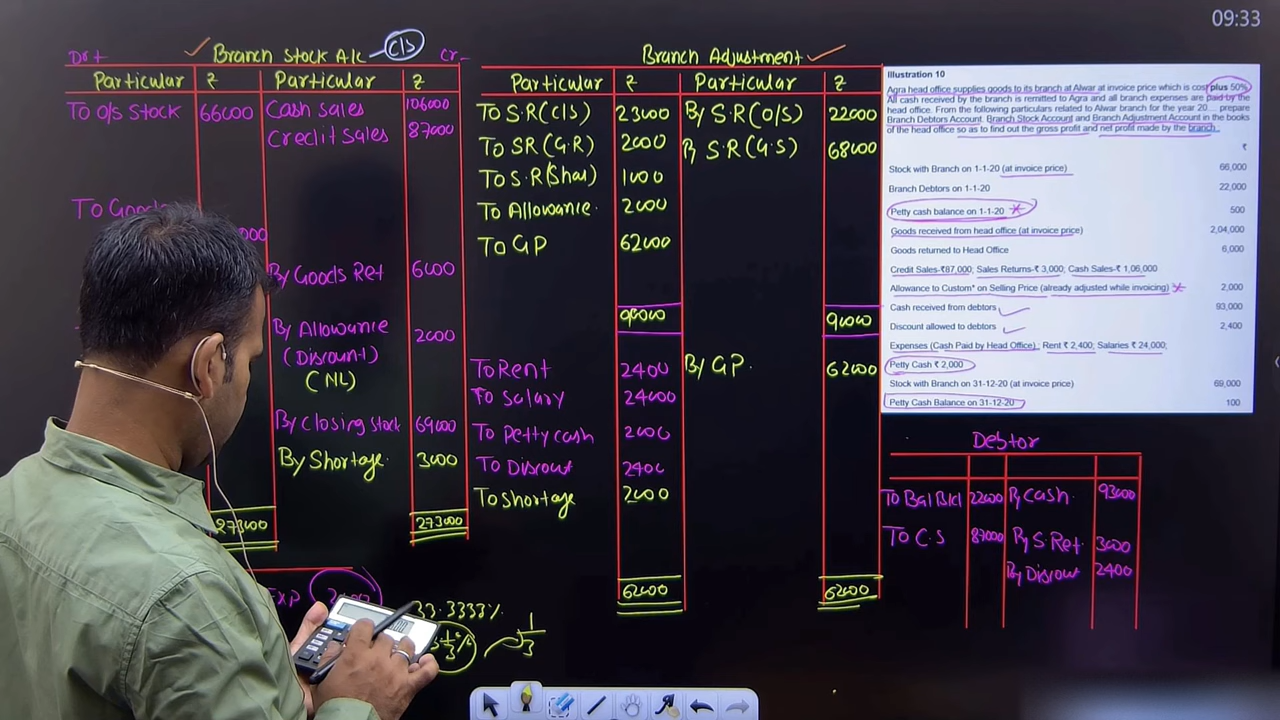 09:33
Dr+ Branch Stock A/c C/S Cr-
Particular ₹ Particular ₹
To o/s Stock 66000 Cash sales 106000
Credit Sales 87000
To Goods
000
By Goods Ret 6000
By Allowance 2000
(Discount)
(NL)
By Closing stock 69000
By Shortage 3000
273000 273000
Exp
33.3333%
1/3
Branch Adjustment
Particular ₹ Particular ₹
To S.R (C/S) 23000 By S.R (O/S) 22000
To SR (G.R) 2000 By S.R (G.S) 68000
To S.R (Shor) 1000
To Allowance 2000
To GP 62000
90000 90000
To Rent 2400 By GP 62000
To Salary 24000
To Petty cash 2000
To Discout 2400
To Shortage 2000
62000 62000
Illustration 10
Agra head office supplies goods to its branch at Alwar at invoice price which is cost plus 50%.
All cash received by the branch is remitted to Agra and all branch expenses are paid by the
head office. From the following particulars related to Alwar branch for the year 20.... prepare
Branch Debtors Account. Branch Stock Account and Branch Adjustment Account in the books
of the head office so as to find out the gross profit and net profit made by the branch.
₹
Stock with Branch on 1-1-20 (at invoice price) 66,000
Branch Debtors on 1-1-20 22,000
Petty cash balance on 1-1-20 500
Goods received from head office (at invoice price) 2,04,000
Goods returned to Head Office 6,000
Credit Sales-₹87,000; Sales Returns-₹ 3,000; Cash Sales-₹ 1,06,000
Allowance to Custom* on Selling Price (already adjusted while invoicing) 2,000
Cash received from debtors 93,000
Discount allowed to debtors 2,400
Expenses (Cash Paid by Head Office) ; Rent ₹ 2,400; Salaries ₹ 24,000;
Petty Cash ₹ 2,000
Stock with Branch on 31-12-20 (at invoice price) 69,000
Petty Cash Balance on 31-12-20 100
Debtor
To Bal B/d 22000 By Cash 93000
To C.S 87000 By S.Ret 3000
By Discout 2400